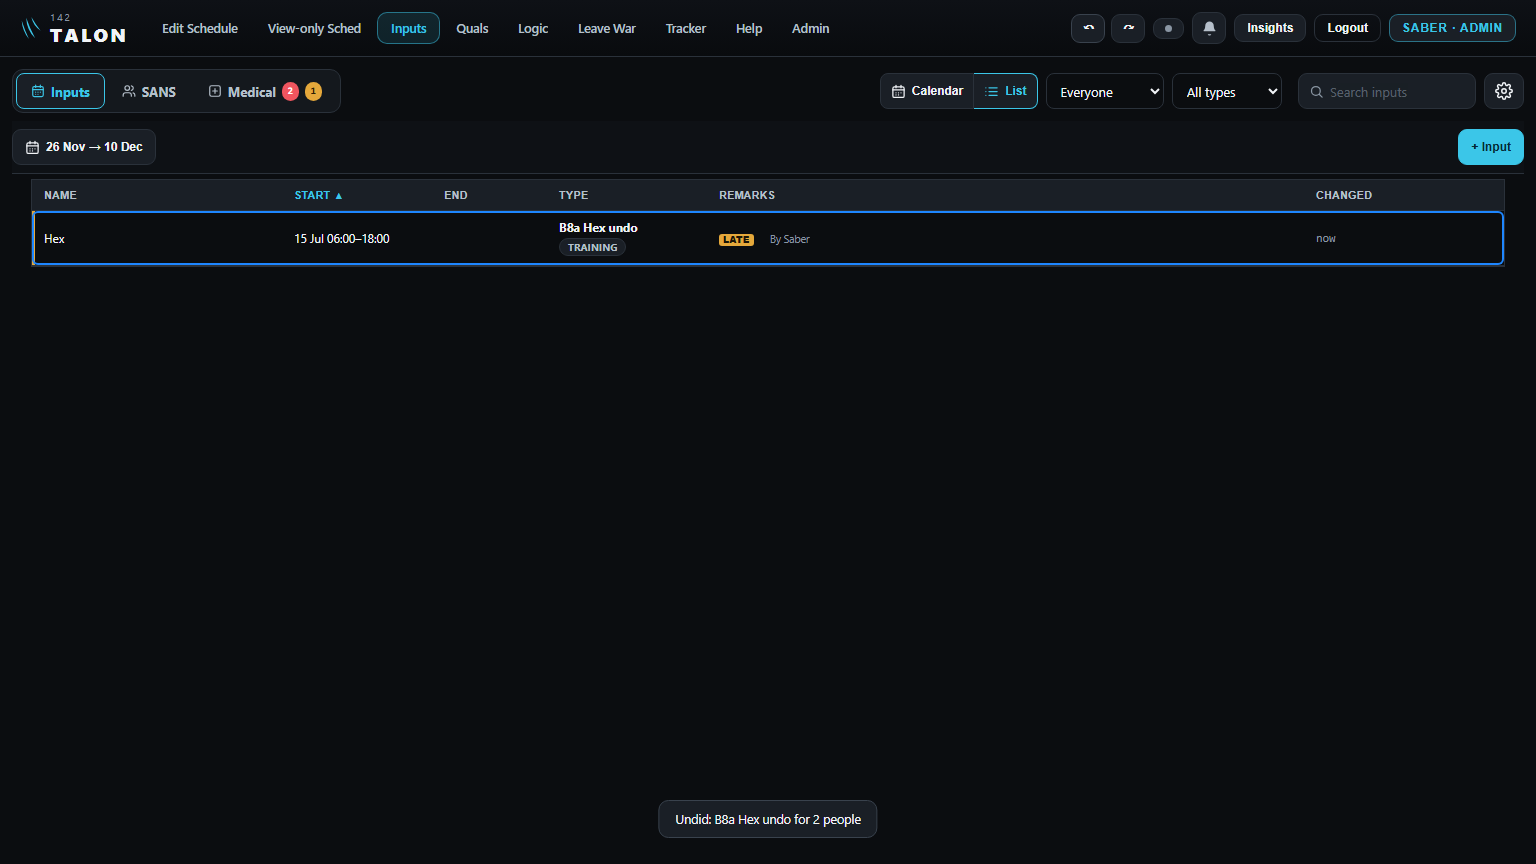 142
TALON
Edit Schedule
View-only Sched
Inputs
Quals
Logic
Leave War
Tracker
Help
Admin
Insights
Logout
SABER · ADMIN
Inputs
SANS
Medical 2 1
Calendar
List
Everyone
All types
Search inputs
26 Nov → 10 Dec
+ Input
NAME START ▲ END TYPE REMARKS CHANGED
Hex 15 Jul 06:00–18:00 B8a Hex undo
TRAINING
LATE By Saber now
Undid: B8a Hex undo for 2 people